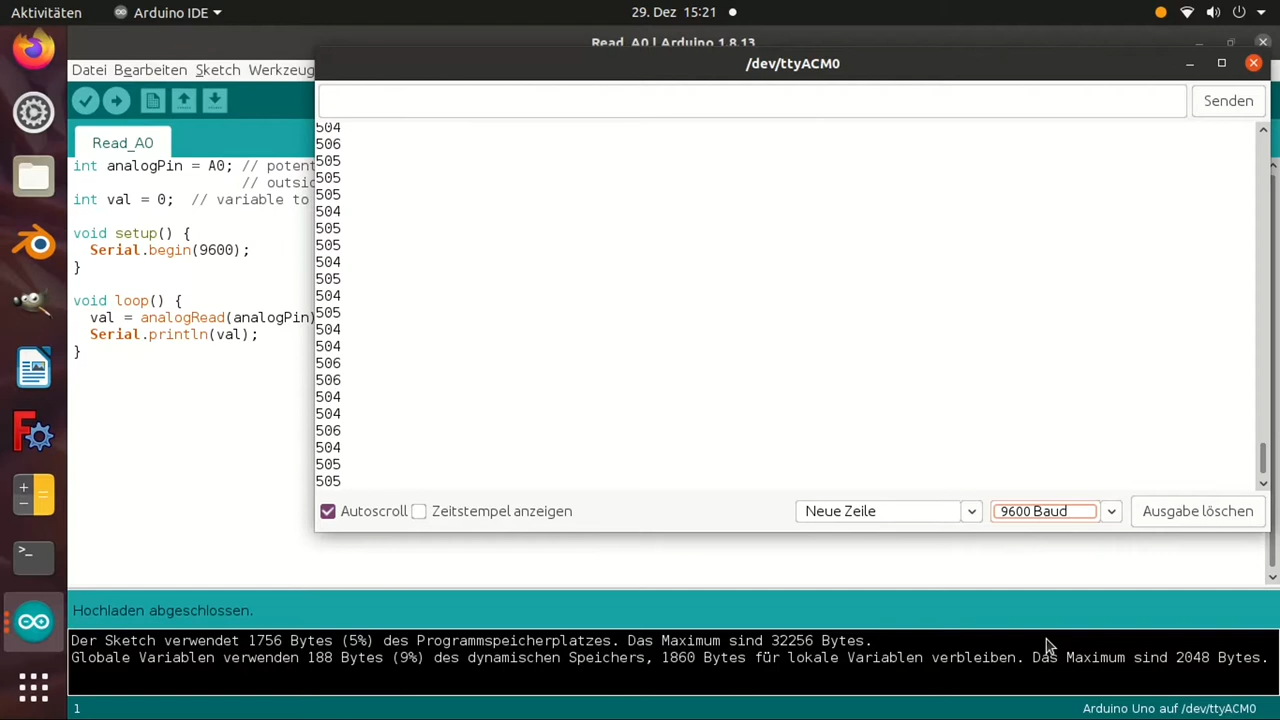 Aktivitäten
Arduino IDE
29. Dez 15:21
Read_A0 | Arduino 1.8.13
/dev/ttyACM0
Datei Bearbeiten Sketch Werkzeug
Senden
Read_A0
int analogPin = A0; // potent
// outsid
int val = 0;  // variable to
void setup() {
Serial.begin(9600);
}
void loop() {
val = analogRead(analogPin)
Serial.println(val);
}
504
506
505
505
505
504
505
505
504
505
504
505
504
504
506
506
504
504
506
504
505
505
Autoscroll
Zeitstempel anzeigen
Neue Zeile
9600 Baud
Ausgabe löschen
Hochladen abgeschlossen.
Der Sketch verwendet 1756 Bytes (5%) des Programmspeicherplatzes. Das Maximum sind 32256 Bytes.
Globale Variablen verwenden 188 Bytes (9%) des dynamischen Speichers, 1860 Bytes für lokale Variablen verbleiben. Das Maximum sind 2048 Bytes.
1
Arduino Uno auf /dev/ttyACM0